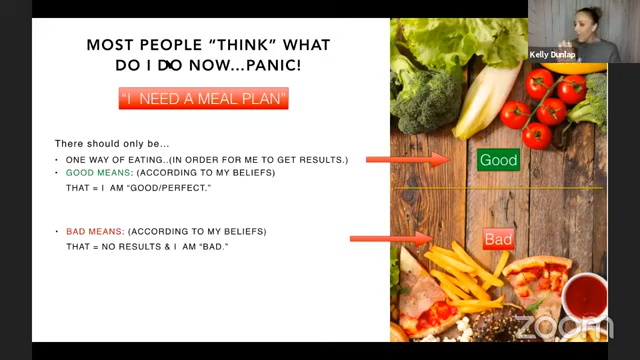 MOST PEOPLE “THINK” WHAT
DO I DO NOW...PANIC!
“I NEED A MEAL PLAN”
There should only be...
• ONE WAY OF EATING..(IN ORDER FOR ME TO GET RESULTS.)
• GOOD MEANS: (ACCORDING TO MY BELIEFS)
THAT = I AM “GOOD/PERFECT.”
• BAD MEANS: (ACCORDING TO MY BELIEFS)
THAT = NO RESULTS & I AM “BAD.”
Kelly Dunlap
Good
Bad
zoom